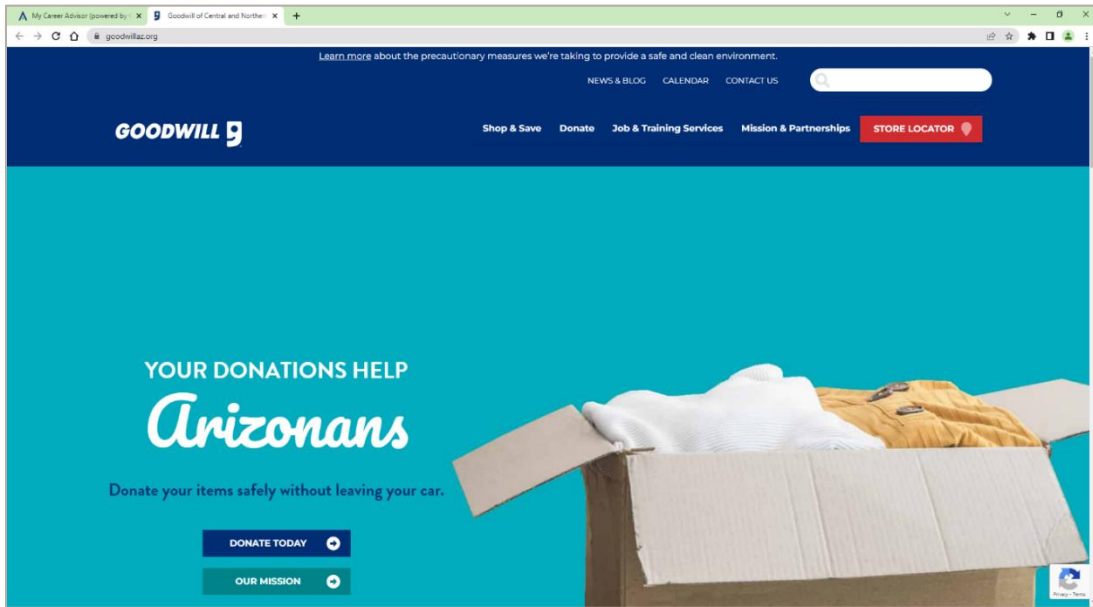 My Career Advisor (powered by
Goodwill of Central and Norther
goodwillaz.org
Learn more about the precautionary measures we're taking to provide a safe and clean environment.
NEWS & BLOG CALENDAR CONTACT US
GOODWILL g
Shop & Save Donate Job & Training Services Mission & Partnerships STORE LOCATOR
YOUR DONATIONS HELP
Arizonans
Donate your items safely without leaving your car.
DONATE TODAY
OUR MISSION
Privacy - Terms